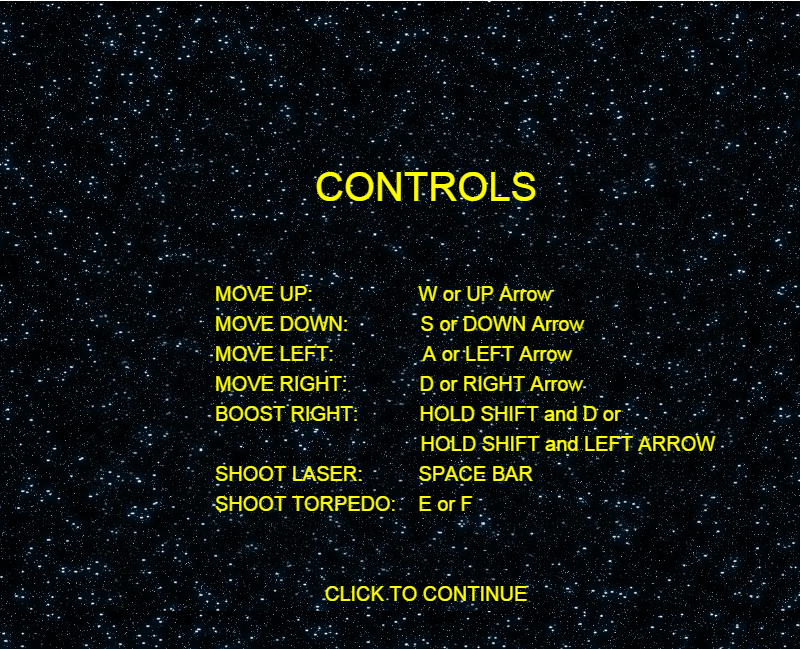 CONTROLS
MOVE UP: W or UP Arrow
MOVE DOWN: S or DOWN Arrow
MOVE LEFT: A or LEFT Arrow
MOVE RIGHT: D or RIGHT Arrow
BOOST RIGHT: HOLD SHIFT and D or
HOLD SHIFT and LEFT ARROW
SHOOT LASER: SPACE BAR
SHOOT TORPEDO: E or F
CLICK TO CONTINUE